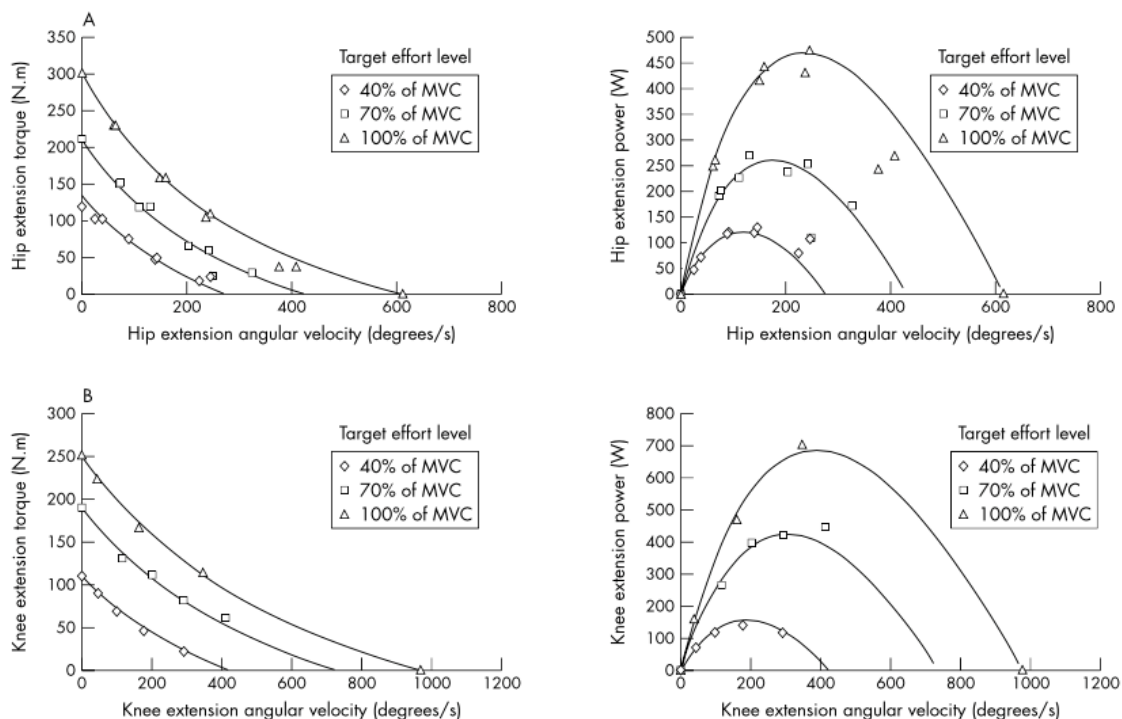 A
Hip extension torque (N.m)
350
300
250
200
150
100
50
0
0
200
400
600
800
Hip extension angular velocity (degrees/s)
Target effort level
40% of MVC
70% of MVC
100% of MVC
Hip extension power (W)
500
450
400
350
300
250
200
150
100
50
0
0
200
400
600
800
Hip extension angular velocity (degrees/s)
Target effort level
40% of MVC
70% of MVC
100% of MVC
B
Knee extension torque (N.m)
300
250
200
150
100
50
0
0
200
400
600
800
1000
1200
Knee extension angular velocity (degrees/s)
Target effort level
40% of MVC
70% of MVC
100% of MVC
Knee extension power (W)
800
700
600
500
400
300
200
100
0
0
200
400
600
800
1000
1200
Knee extension angular velocity (degrees/s)
Target effort level
40% of MVC
70% of MVC
100% of MVC